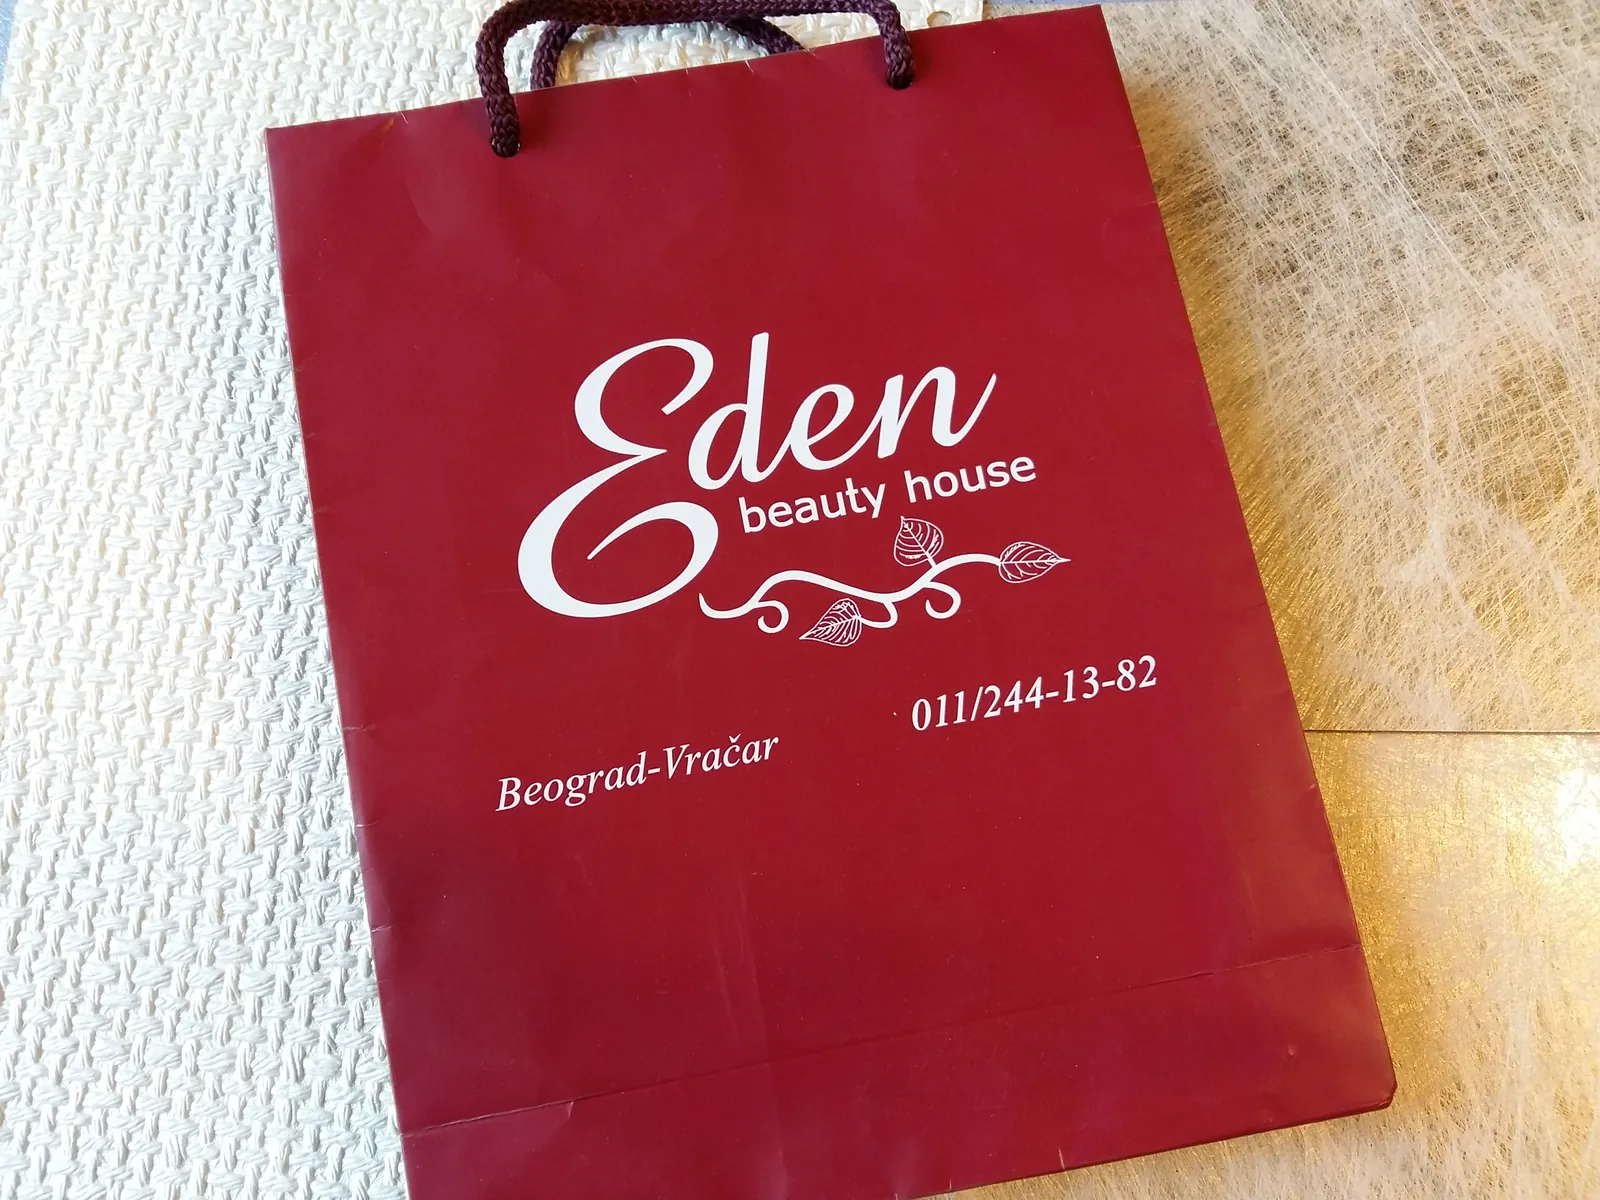 Eden
beauty house
011/244-13-82
Beograd-Vračar